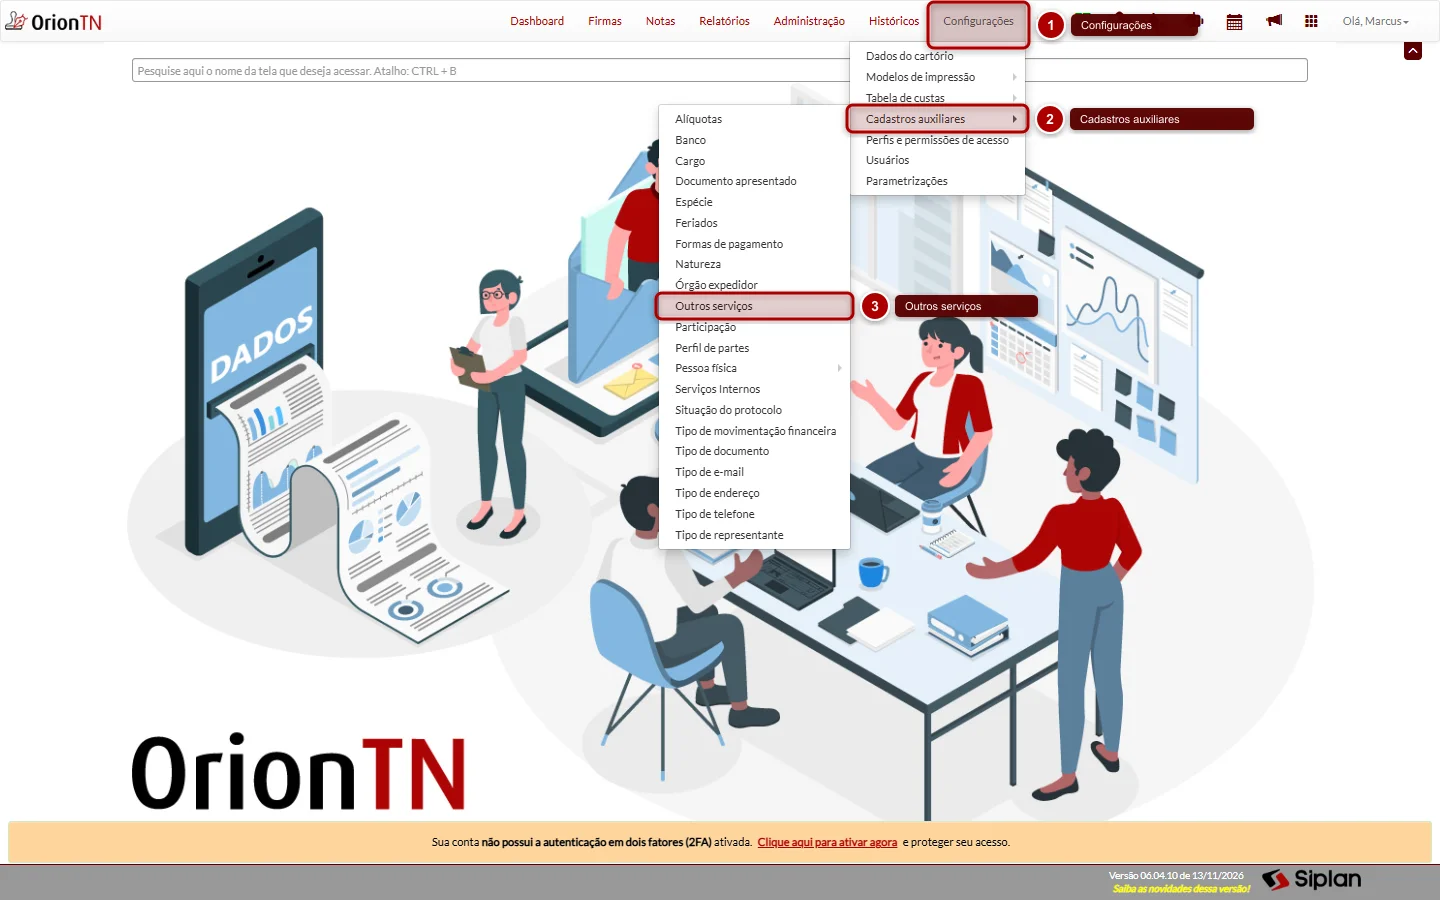 OrionTN
Dashboard
Firmas
Notas
Relatórios
Administração
Históricos
Configurações
1
Configurações
Olá, Marcus
Pesquise aqui o nome da tela que deseja acessar. Atalho: CTRL + B
Dados do cartório
Modelos de impressão
Tabela de custas
Cadastros auxiliares
2
Cadastros auxiliares
Perfis e permissões de acesso
Usuários
Parametrizações
Alíquotas
Banco
Cargo
Documento apresentado
Espécie
Feriados
Formas de pagamento
Natureza
Órgão expedidor
Outros serviços
3
Outros serviços
Participação
Perfil de partes
Pessoa física
Serviços Internos
Situação do protocolo
Tipo de movimentação financeira
Tipo de documento
Tipo de e-mail
Tipo de endereço
Tipo de telefone
Tipo de representante
DADOS
OrionTN
Sua conta não possui a autenticação em dois fatores (2FA) ativada. Clique aqui para ativar agora e proteger seu acesso.
Versão 06.04.10 de 13/11/2026
Saiba as novidades dessa versão!
Siplan